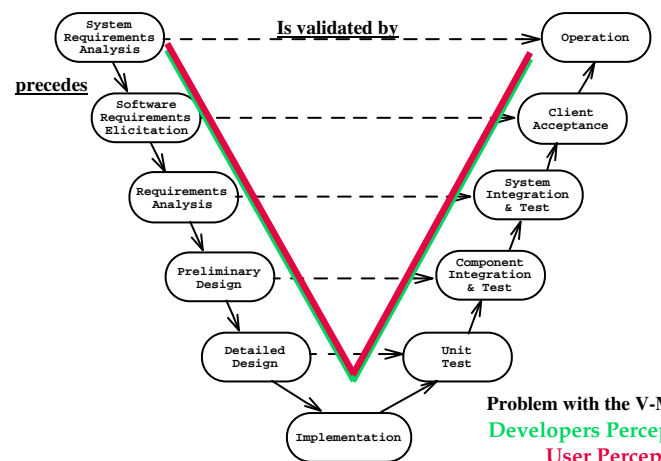 System
Requirements
Analysis
Is validated by
Operation
precedes
Software
Requirements
Elicitation
Client
Acceptance
Requirements
Analysis
System
Integration
& Test
Preliminary
Design
Component
Integration
& Test
Detailed
Design
Unit
Test
Implementation
Problem with the V-M
Developers Percep
User Percep